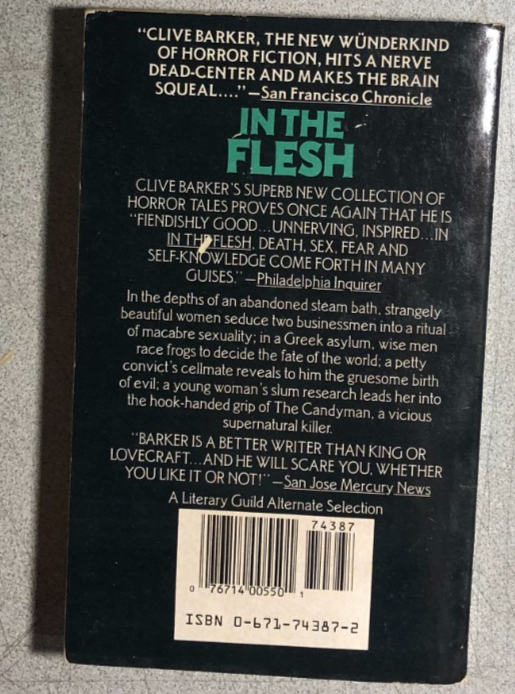 "CLIVE BARKER, THE NEW WÜNDERKIND
OF HORROR FICTION, HITS A NERVE
DEAD-CENTER AND MAKES THE BRAIN
SQUEAL...."—San Francisco Chronicle
IN THE
FLESH
CLIVE BARKER'S SUPERB NEW COLLECTION OF
HORROR TALES PROVES ONCE AGAIN THAT HE IS
"FIENDISHLY GOOD...UNNERVING, INSPIRED...IN
IN THE FLESH, DEATH, SEX, FEAR AND
SELF-KNOWLEDGE COME FORTH IN MANY
GUISES." —Philadelphia Inquirer
In the depths of an abandoned steam bath, strangely
beautiful women seduce two businessmen into a ritual
of macabre sexuality; in a Greek asylum, wise men
race frogs to decide the fate of the world; a petty
convict's cellmate reveals to him the gruesome birth
of evil; a young woman's slum research leads her into
the hook-handed grip of The Candyman, a vicious
supernatural killer.
"BARKER IS A BETTER WRITER THAN KING OR
LOVECRAFT...AND HE WILL SCARE YOU, WHETHER
YOU LIKE IT OR NOT!"—San Jose Mercury News
A Literary Guild Alternate Selection
74387
0 76714 00550 1
ISBN 0-671-74387-2